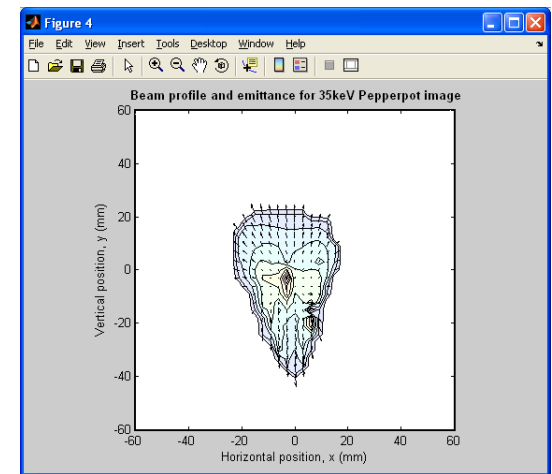 Figure 4
File Edit View Insert Tools Desktop Window Help
Beam profile and emittance for 35keV Pepperpot image
60
40
20
0
-20
-40
-60
Vertical position, y (mm)
-60 -40 -20 0 20 40 60
Horizontal position, x (mm)